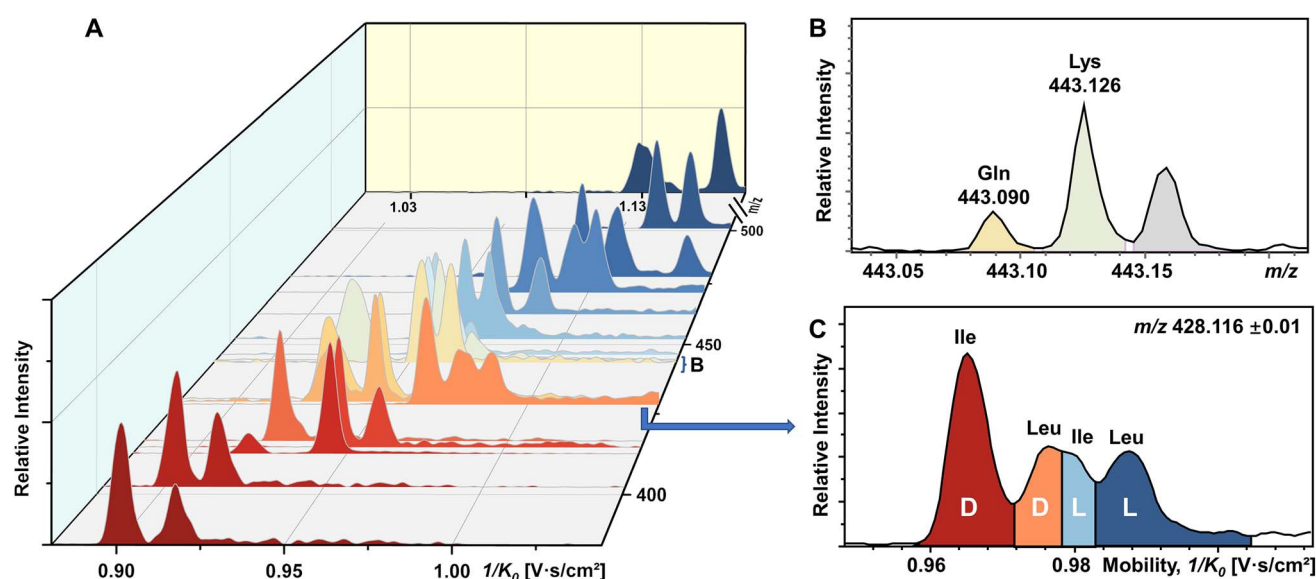 A
Relative Intensity
1.03
1.13
m/z
500
450
B
400
0.90
0.95
1.00
1/K₀ [V·s/cm²]
B
Relative Intensity
Lys
443.126
Gln
443.090
443.05
443.10
443.15
m/z
C
m/z 428.116 ±0.01
Relative Intensity
Ile
Leu
Ile
Leu
D
D
L
L
0.96
0.98
Mobility, 1/K₀ [V·s/cm²]